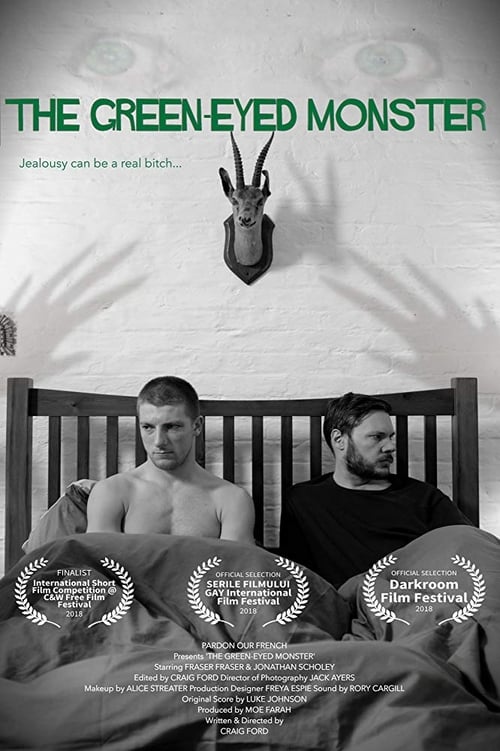 THE GREEN-EYED MONSTER
Jealousy can be a real bitch...
FINALIST
International Short
Film Competition @
C&W Free Film
Festival
2018
OFFICIAL SELECTION
SERILE FILMULUI
GAY International
Film Festival
2018
OFFICIAL SELECTION
Darkroom
Film Festival
2018
PARDON OUR FRENCH
Presents 'THE GREEN-EYED MONSTER'
Starring FRASER FRASER & JONATHAN SCHOLEY
Edited by CRAIG FORD Director of Photography JACK AYERS
Makeup by ALICE STREATER Production Designer FREYA ESPIE Sound by RORY CARGILL
Original Score by LUKE JOHNSON
Produced by MOE FARAH
Written & Directed by
CRAIG FORD